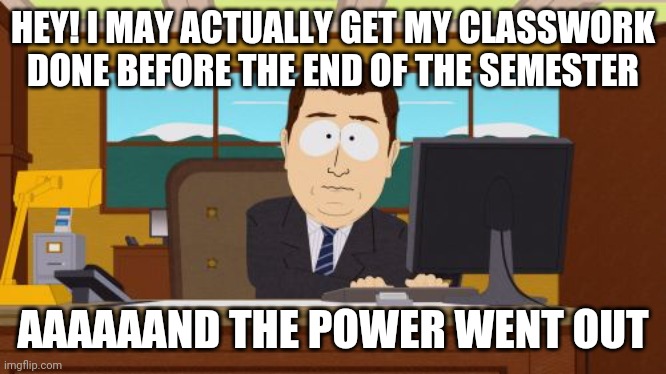 HEY! I MAY ACTUALLY GET MY CLASSWORK
DONE BEFORE THE END OF THE SEMESTER
AAAAAAND THE POWER WENT OUT
imgflip.com